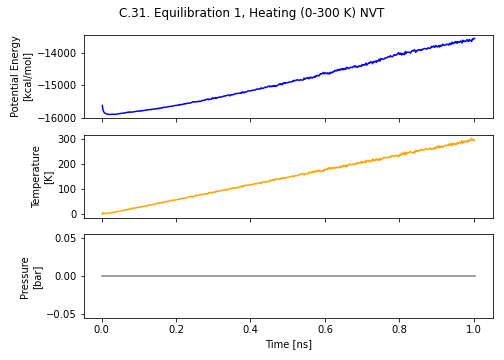 C.31. Equilibration 1, Heating (0-300 K) NVT
Potential Energy
[kcal/mol]
−14000
−15000
−16000
Temperature
[K]
300
200
100
0
Pressure
[bar]
0.05
0.00
−0.05
0.0 0.2 0.4 0.6 0.8 1.0
Time [ns]